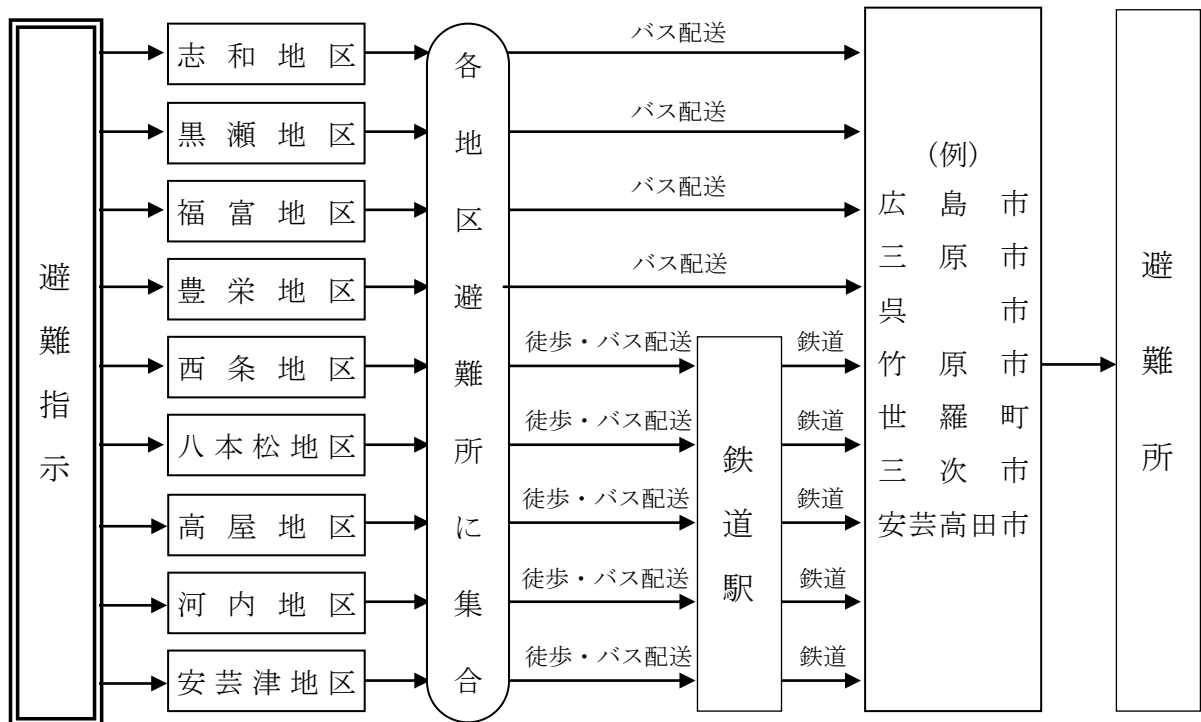 避難指示
志和地区
黒瀬地区
福富地区
豊栄地区
西条地区
八本松地区
高屋地区
河内地区
安芸津地区
各地区避難所に集合
バス配送
バス配送
バス配送
バス配送
徒歩・バス配送
徒歩・バス配送
徒歩・バス配送
徒歩・バス配送
徒歩・バス配送
鉄道駅
鉄道
鉄道
鉄道
鉄道
鉄道
(例)
広島市
三原市
呉市
竹原市
世羅町
三次市
安芸高田市
避難所